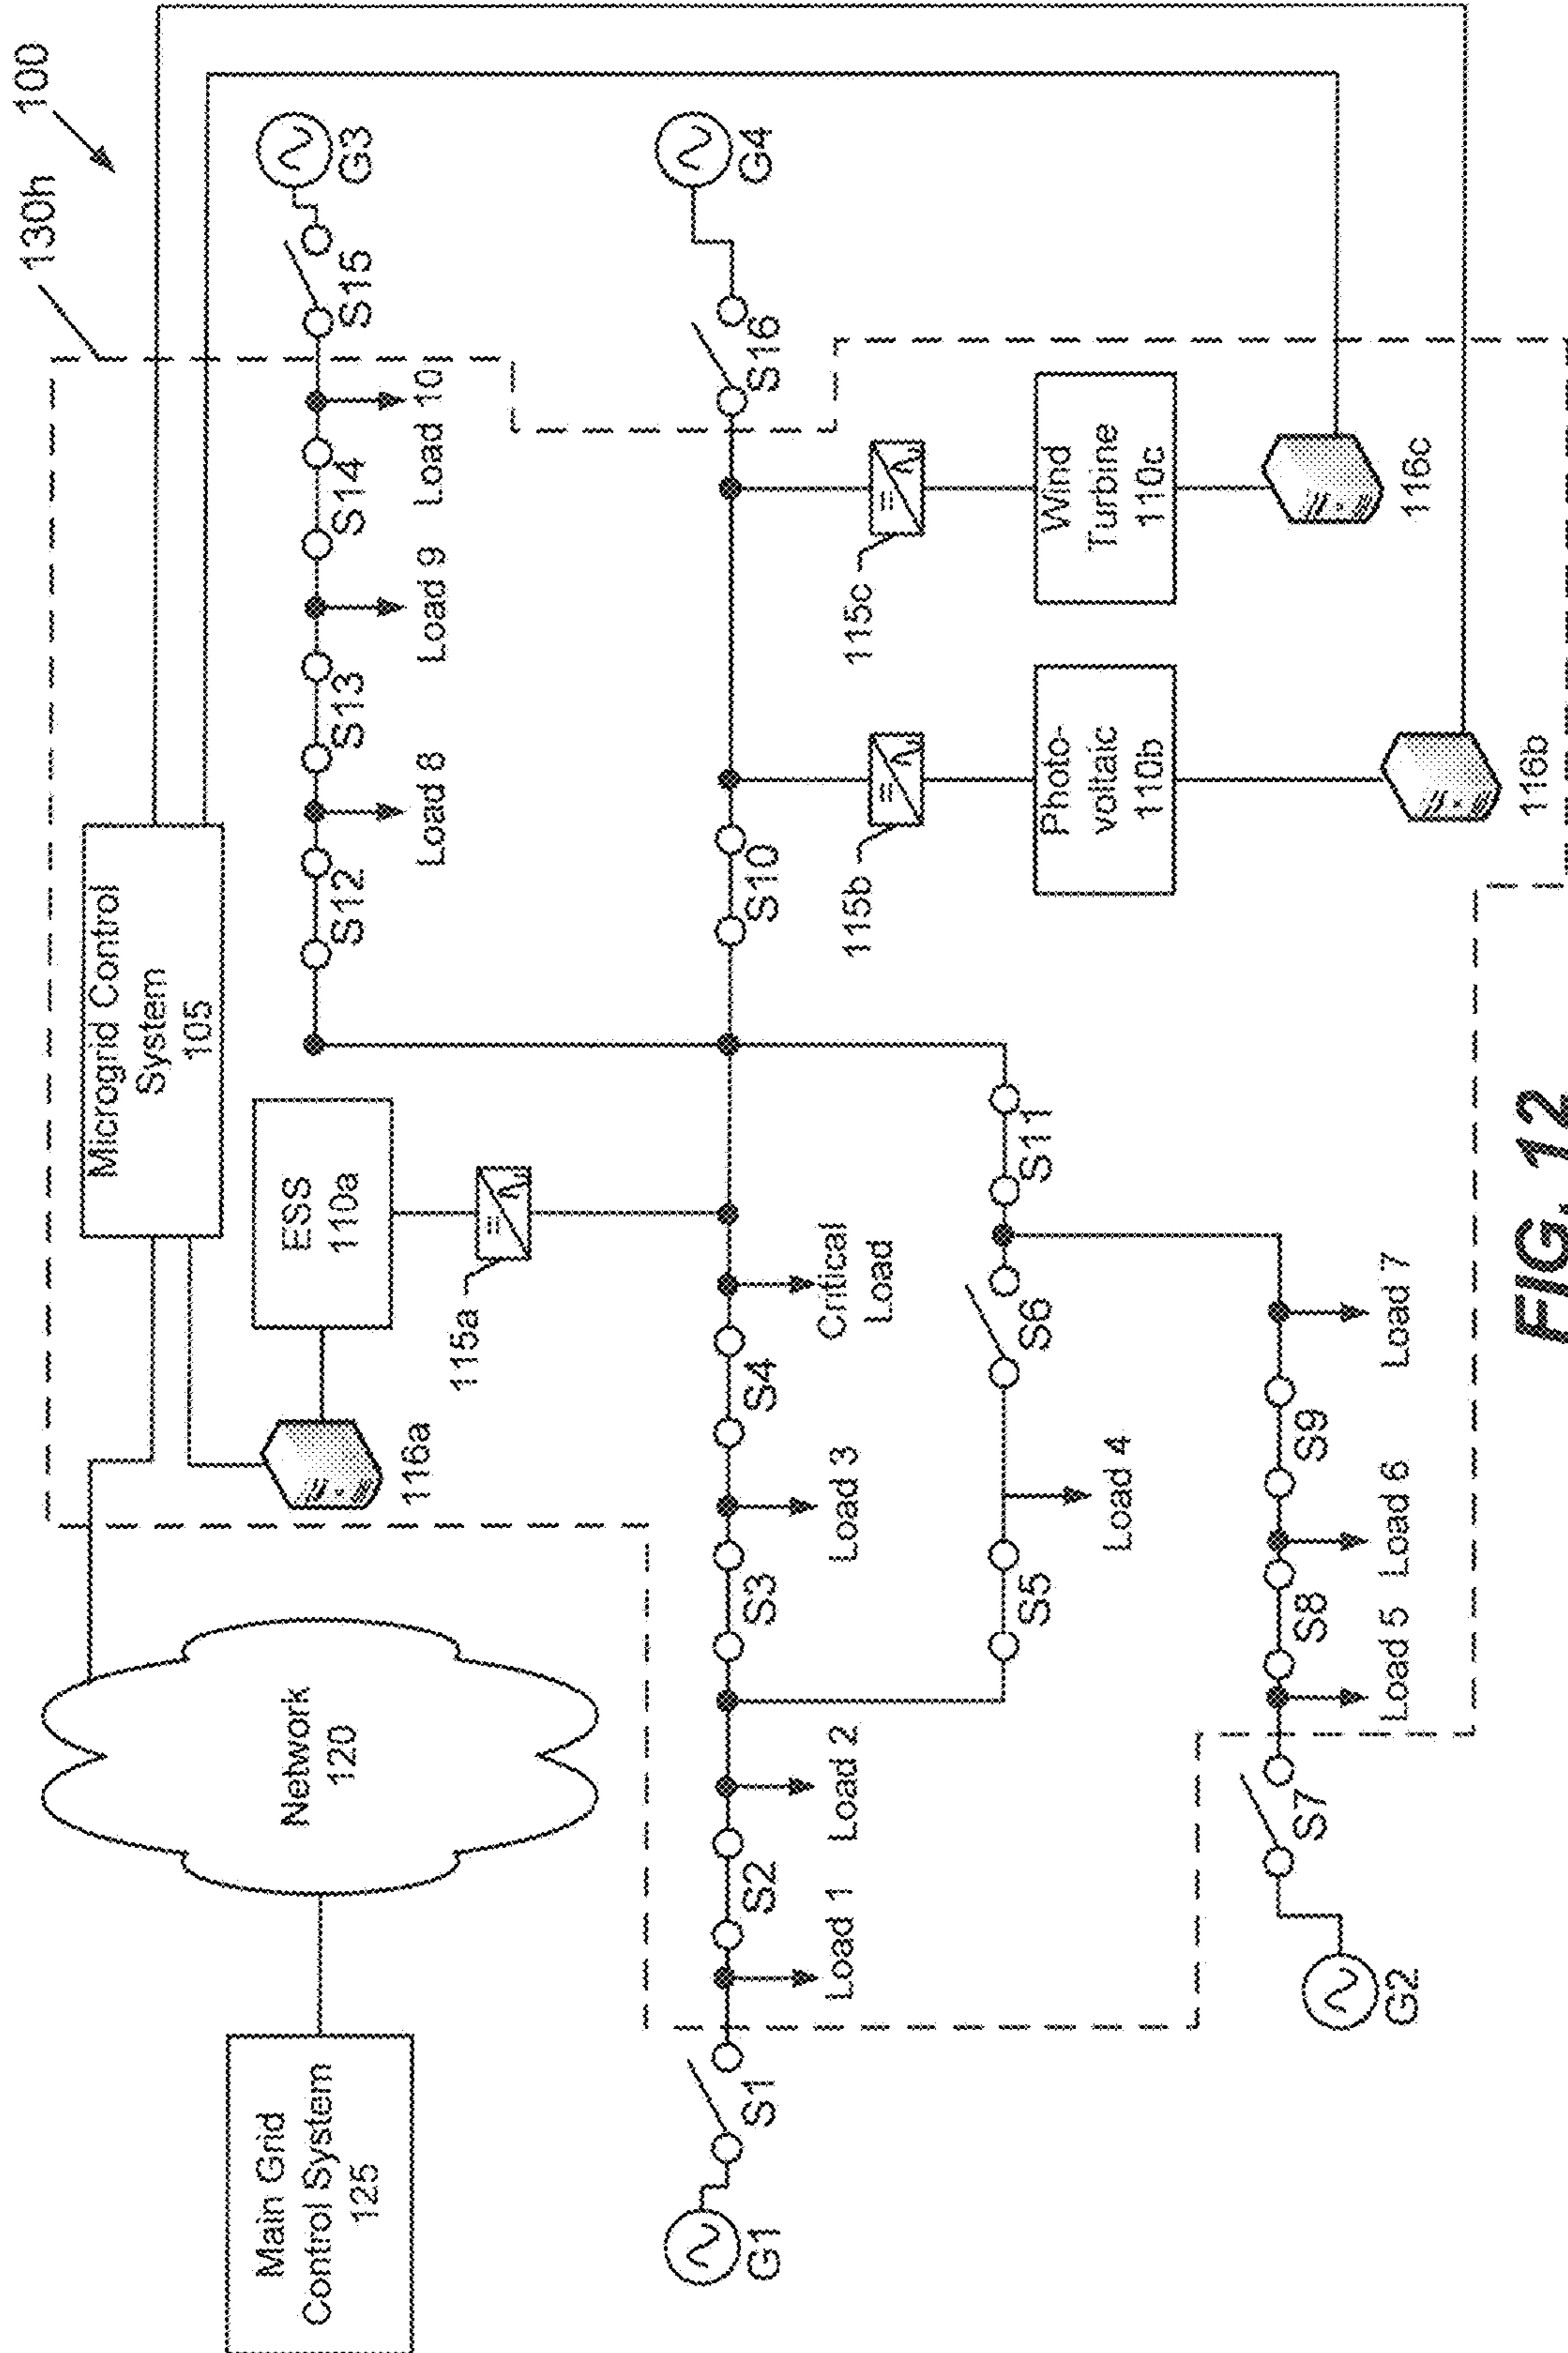 100
130h
Main Grid
Control System
125
Network
120
Microgrid Control
System
105
116a
ESS
110a
115a
S12
Load 8
S13
Load 9
S14
Load 10
S15
G3
G1
S1
Load 1
S2
Load 2
S3
Load 3
S4
Critical
Load
S10
S16
G4
S5
Load 4
S6
S11
115b
Photo-
voltaic
110b
116b
115c
Wind
Turbine
110c
116c
G2
S7
Load 5
S8
Load 6
S9
Load 7
FIG. 12